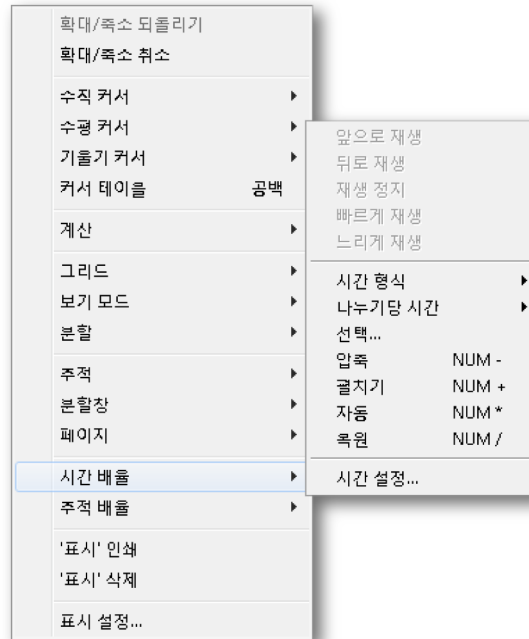 확대/축소 되돌리기
확대/축소 취소
수직 커서
수평 커서
기울기 커서
커서 테이블 공백
계산
그리드
보기 모드
분할
추적
분할창
페이지
시간 배율
추적 배율
'표시' 인쇄
'표시' 삭제
표시 설정...
앞으로 재생
뒤로 재생
재생 정지
빠르게 재생
느리게 재생
시간 형식
나누기당 시간
선택...
압축 NUM -
펼치기 NUM +
자동 NUM *
복원 NUM /
시간 설정...